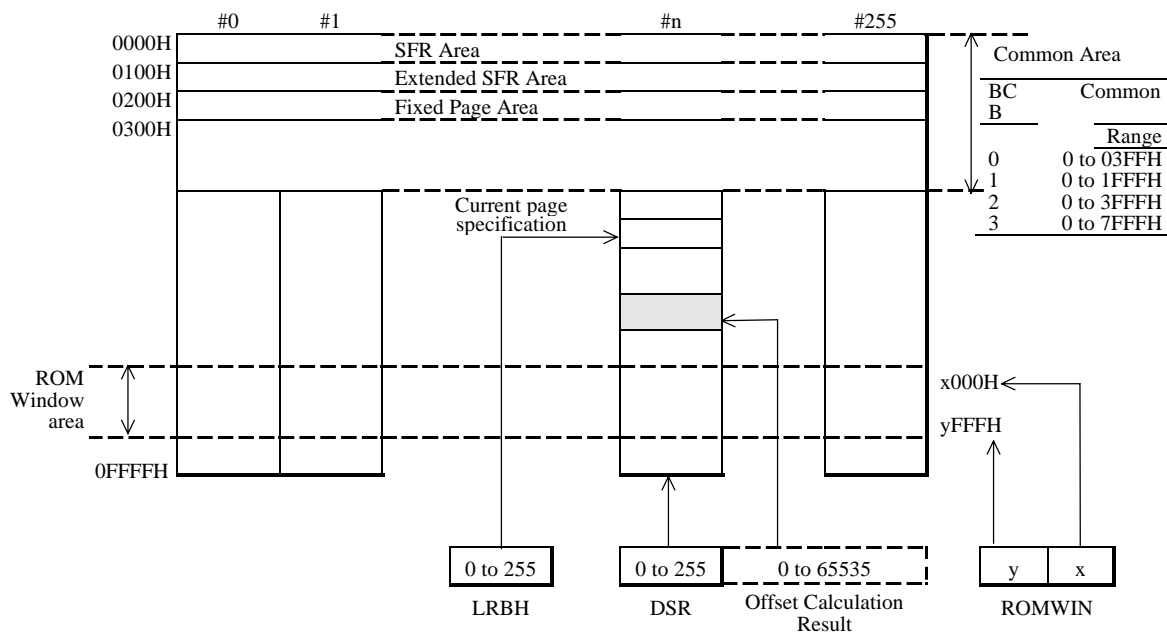 #0 #1 #n #255
0000H
SFR Area
0100H
Extended SFR Area
0200H
Fixed Page Area
0300H
Common Area
BC Common
B
Range
0 0 to 03FFH
1 0 to 1FFFH
2 0 to 3FFFH
3 0 to 7FFFH
Current page
specification
ROM
Window
area
x000H
yFFFH
0FFFFH
0 to 255 0 to 255 0 to 65535 y x
LRBH DSR Offset Calculation ROMWIN
Result